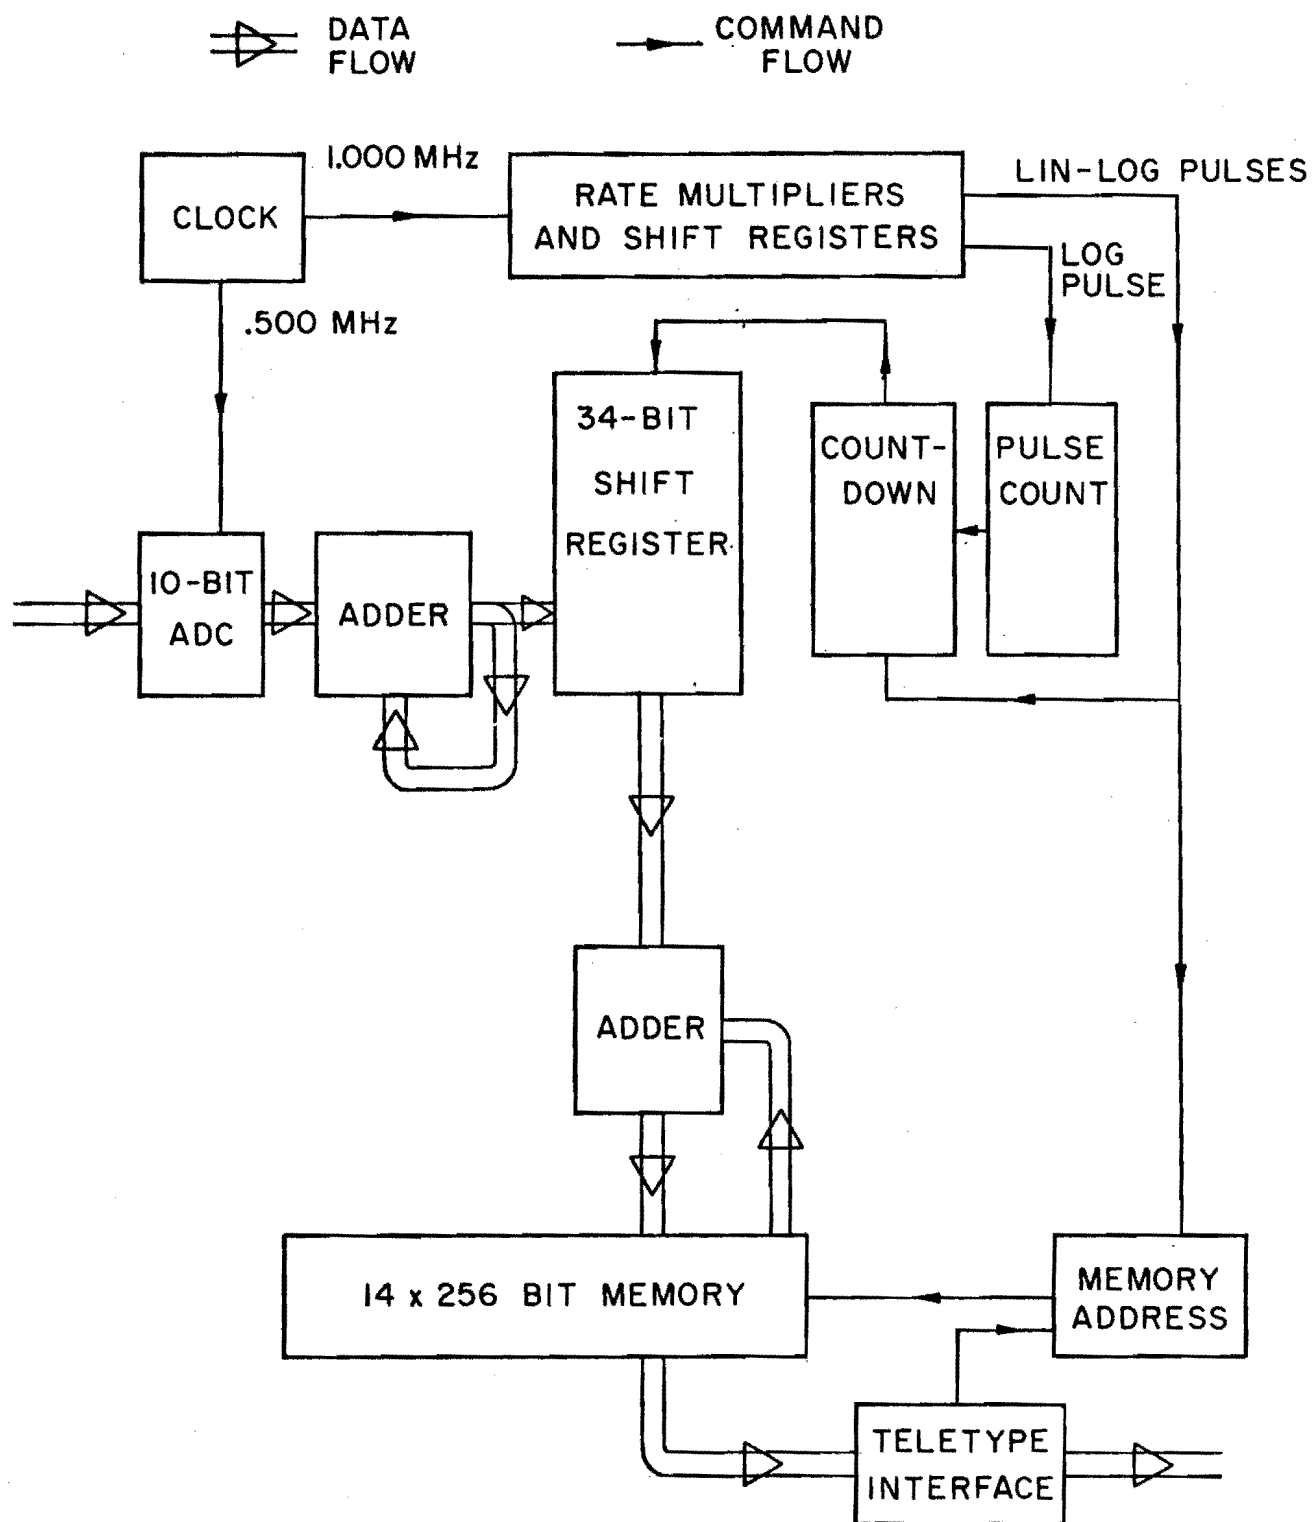 DATA
FLOW
COMMAND
FLOW
1.000 MHz
CLOCK
RATE MULTIPLIERS
AND SHIFT REGISTERS
LIN-LOG PULSES
LOG
PULSE
.500 MHz
34-BIT
SHIFT
REGISTER
COUNT-
DOWN
PULSE
COUNT
10-BIT
ADC
ADDER
ADDER
14 x 256 BIT MEMORY
MEMORY
ADDRESS
TELETYPE
INTERFACE